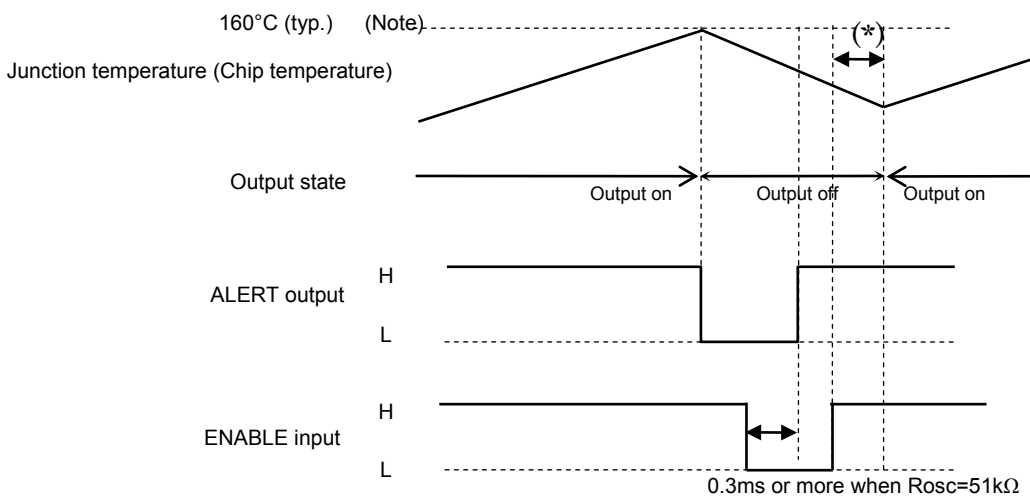 160°C (typ.) (Note)
(*)
Junction temperature (Chip temperature)
Output state
Output on
Output off
Output on
H
ALERT output
L
H
ENABLE input
L
0.3ms or more when Rosc=51kΩ